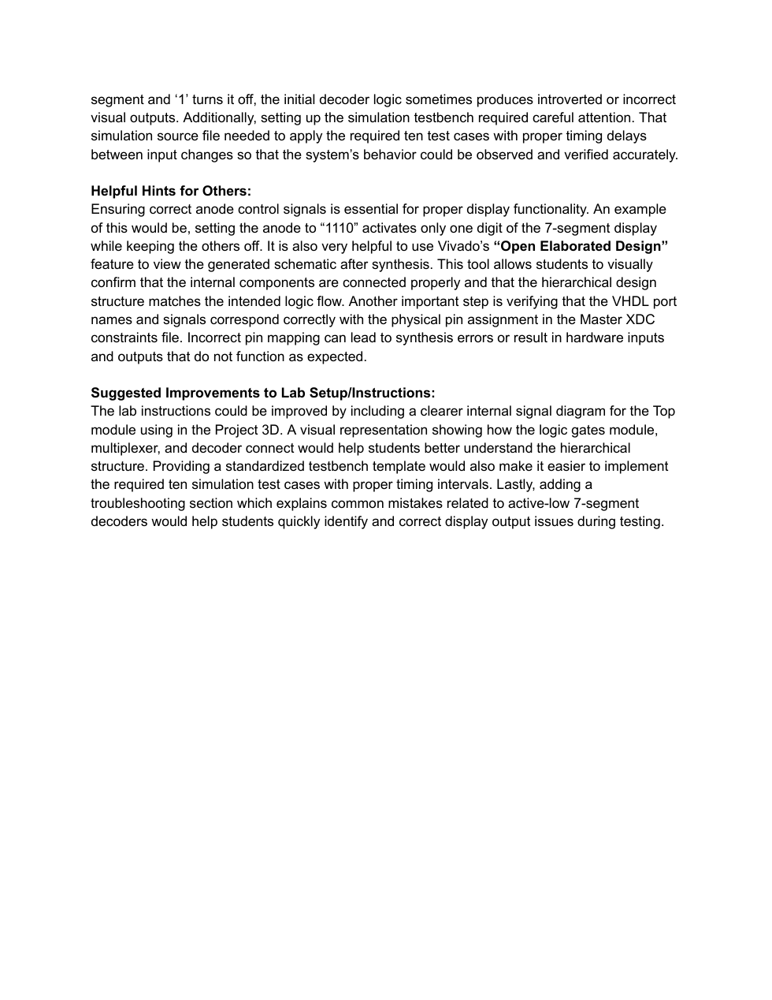 segment and ‘1’ turns it off, the initial decoder logic sometimes produces introverted or incorrect
visual outputs. Additionally, setting up the simulation testbench required careful attention. That
simulation source file needed to apply the required ten test cases with proper timing delays
between input changes so that the system’s behavior could be observed and verified accurately.
Helpful Hints for Others:
Ensuring correct anode control signals is essential for proper display functionality. An example
of this would be, setting the anode to “1110” activates only one digit of the 7-segment display
while keeping the others off. It is also very helpful to use Vivado’s “Open Elaborated Design”
feature to view the generated schematic after synthesis. This tool allows students to visually
confirm that the internal components are connected properly and that the hierarchical design
structure matches the intended logic flow. Another important step is verifying that the VHDL port
names and signals correspond correctly with the physical pin assignment in the Master XDC
constraints file. Incorrect pin mapping can lead to synthesis errors or result in hardware inputs
and outputs that do not function as expected.
Suggested Improvements to Lab Setup/Instructions:
The lab instructions could be improved by including a clearer internal signal diagram for the Top
module using in the Project 3D. A visual representation showing how the logic gates module,
multiplexer, and decoder connect would help students better understand the hierarchical
structure. Providing a standardized testbench template would also make it easier to implement
the required ten simulation test cases with proper timing intervals. Lastly, adding a
troubleshooting section which explains common mistakes related to active-low 7-segment
decoders would help students quickly identify and correct display output issues during testing.